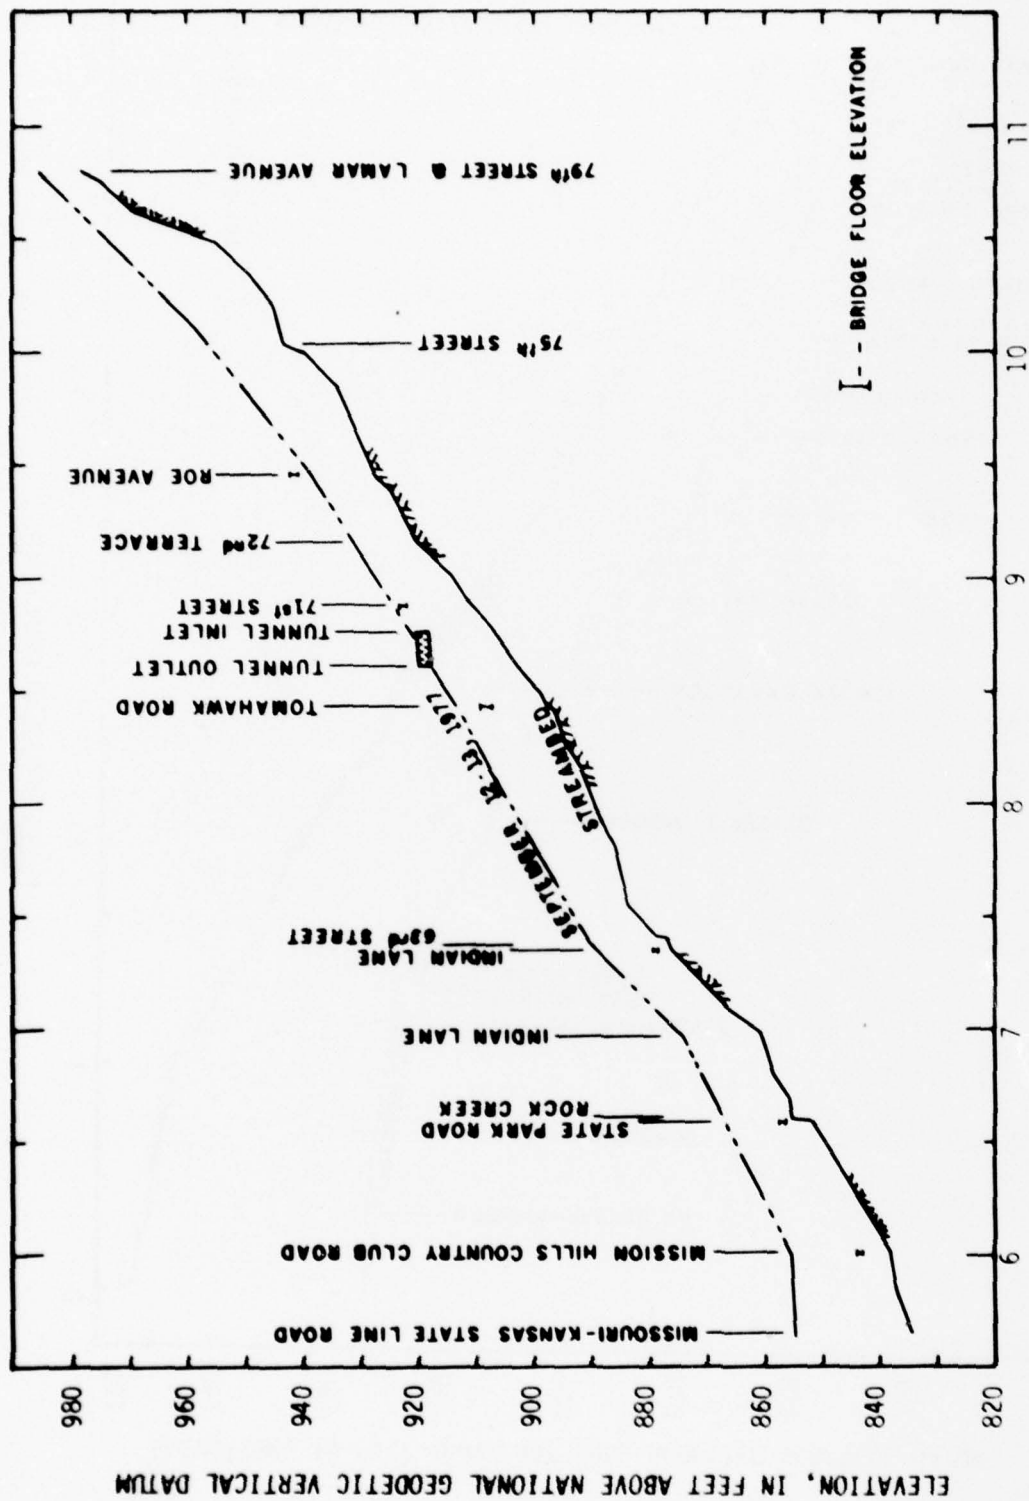 ELEVATION, IN FEET ABOVE NATIONAL GEODETIC VERTICAL DATUM
980
960
940
920
900
880
860
840
820
MISSOURI-KANSAS STATE LINE ROAD
MISSION HILLS COUNTRY CLUB ROAD
STATE PARK ROAD
ROCK CREEK
INDIAN LANE
INDIAN LANE
63rd STREET
TOMAHAWK ROAD
TUNNEL OUTLET
TUNNEL INLET
71st STREET
72nd TERRACE
ROE AVENUE
75th STREET
79th STREET & LAMAR AVENUE
SEPTEMBER 12-13, 1977
STREAMBED
I-- BRIDGE FLOOR ELEVATION
6
7
8
9
10
11